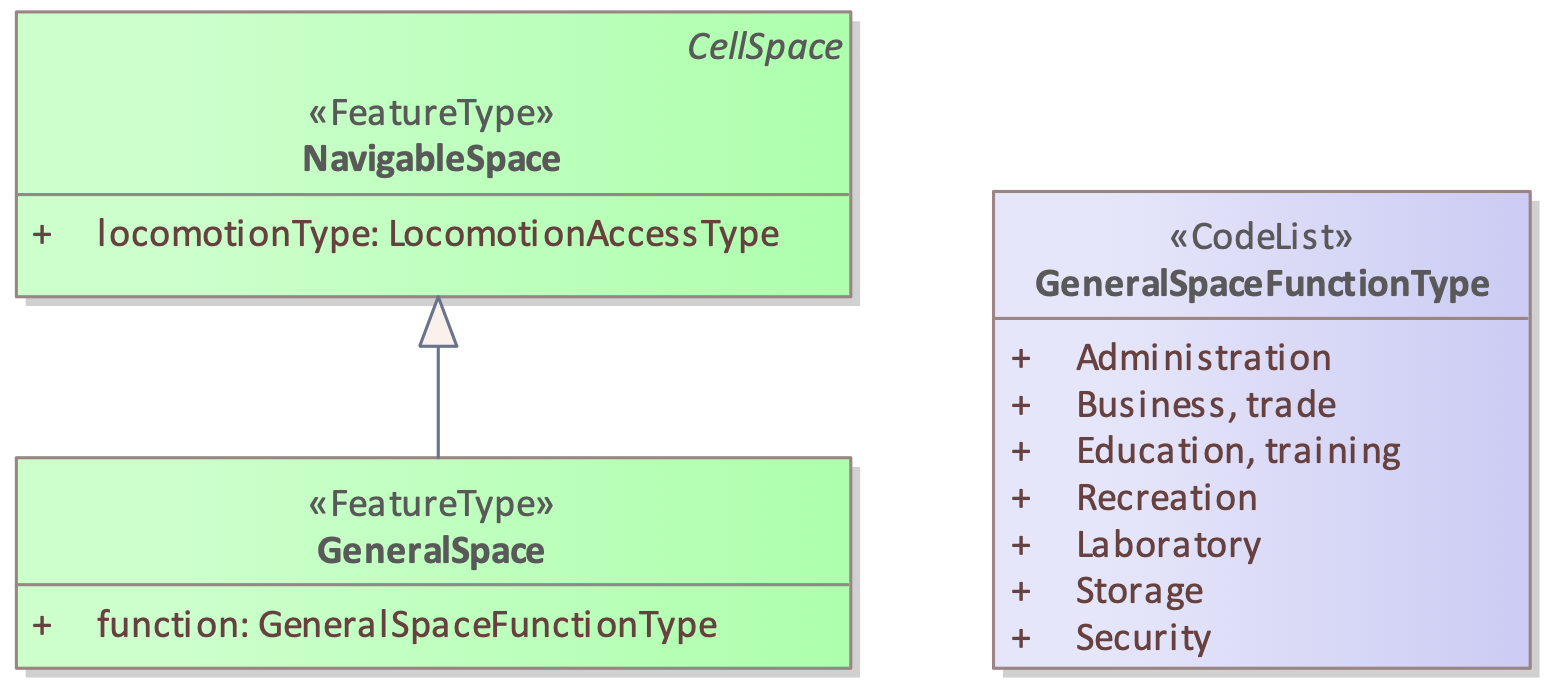 CellSpace
«FeatureType»
NavigableSpace
+ locomotionType: LocomotionAccessType
«FeatureType»
GeneralSpace
+ function: GeneralSpaceFunctionType
«CodeList»
GeneralSpaceFunctionType
+ Administration
+ Business, trade
+ Education, training
+ Recreation
+ Laboratory
+ Storage
+ Security